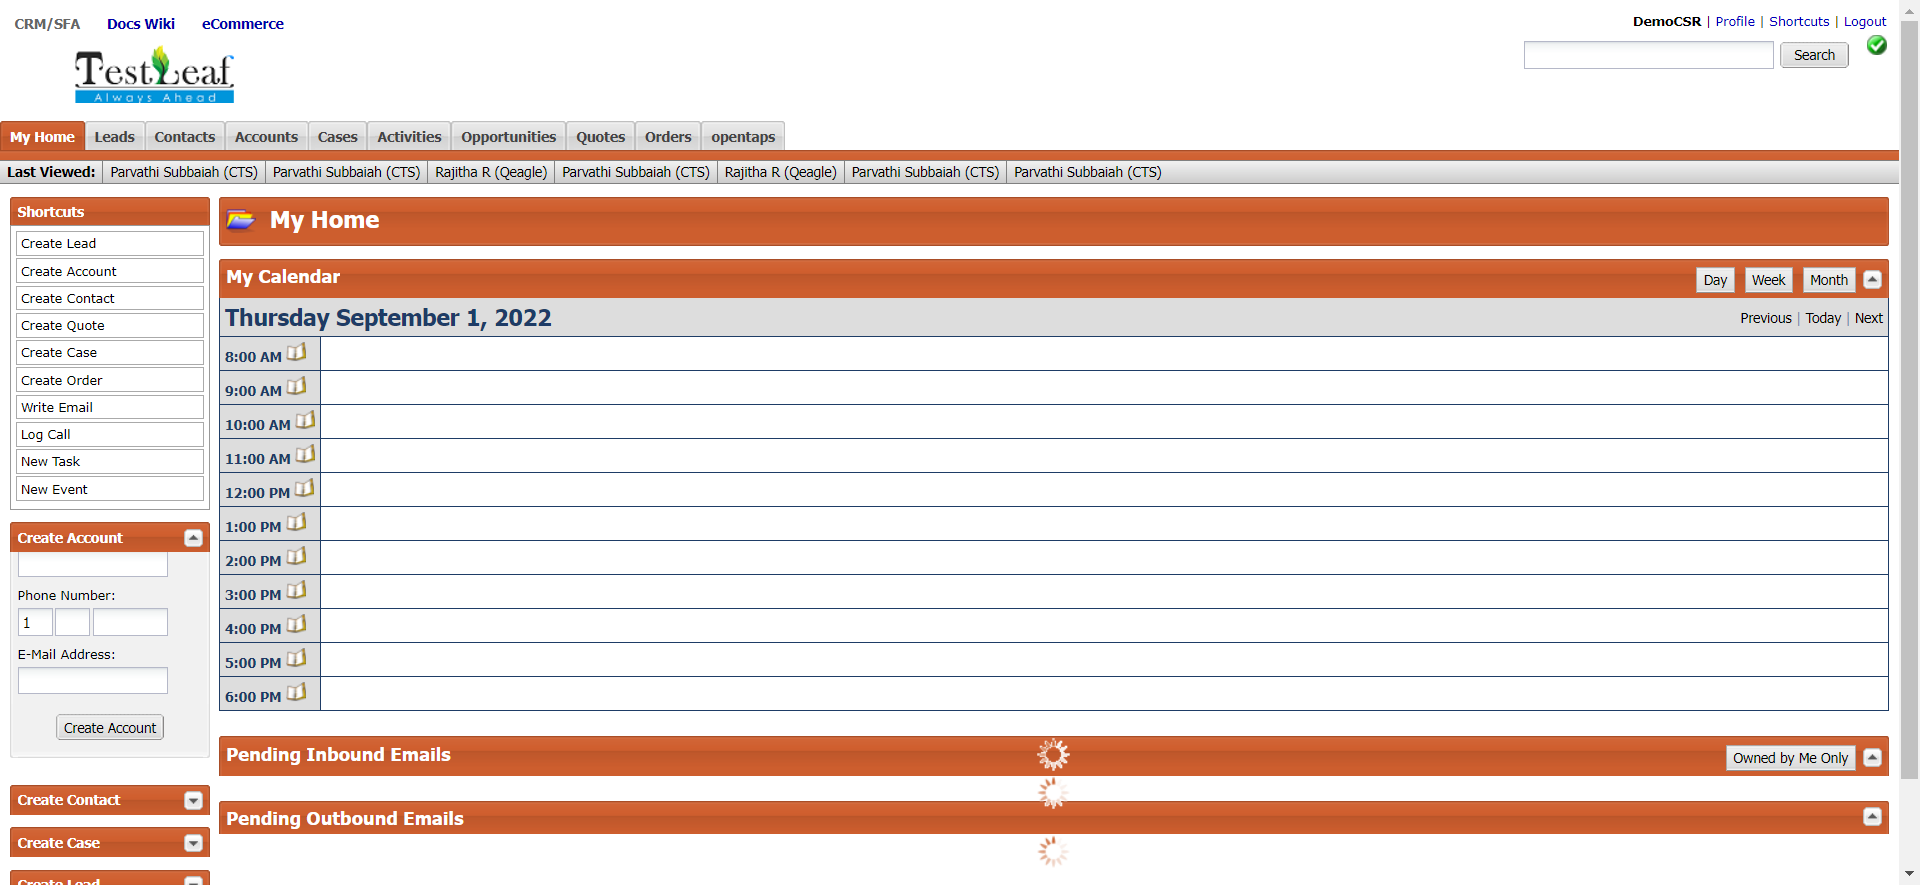 CRM/SFA Docs Wiki eCommerce
DemoCSR | Profile | Shortcuts | Logout
Search
TestLeaf
Always Ahead
My Home Leads Contacts Accounts Cases Activities Opportunities Quotes Orders opentaps
Last Viewed: Parvathi Subbaiah (CTS) Parvathi Subbaiah (CTS) Rajitha R (Qeagle) Parvathi Subbaiah (CTS) Rajitha R (Qeagle) Parvathi Subbaiah (CTS) Parvathi Subbaiah (CTS)
Shortcuts
Create Lead
Create Account
Create Contact
Create Quote
Create Case
Create Order
Write Email
Log Call
New Task
New Event
Create Account
Phone Number:
1
E-Mail Address:
Create Account
Create Contact
Create Case
Create Lead
My Home
My Calendar
Day Week Month
Thursday September 1, 2022
Previous | Today | Next
8:00 AM
9:00 AM
10:00 AM
11:00 AM
12:00 PM
1:00 PM
2:00 PM
3:00 PM
4:00 PM
5:00 PM
6:00 PM
Pending Inbound Emails
Owned by Me Only
Pending Outbound Emails